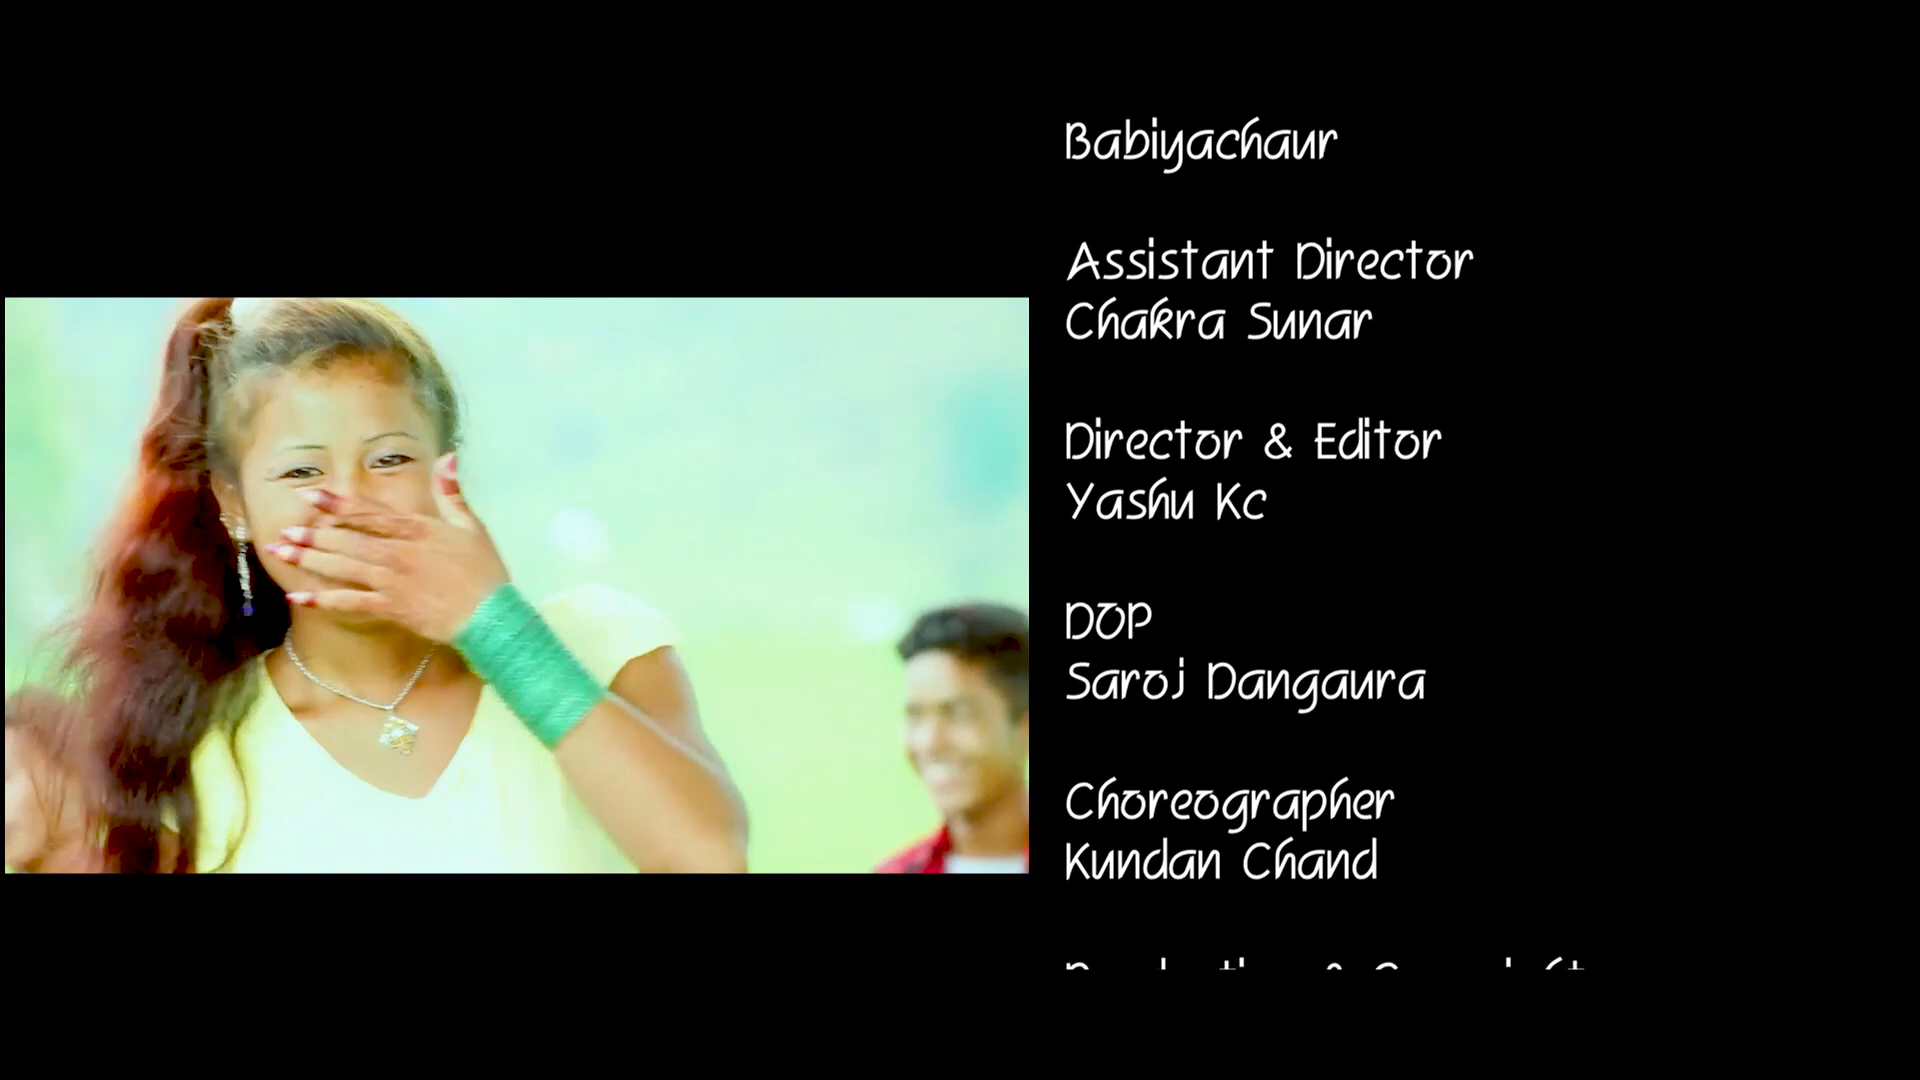 Babiyachaur
Assistant Director
Chakra Sunar
Director & Editor
Yashu Kc
DOP
Saroj Dangaura
Choreographer
Kundan Chand